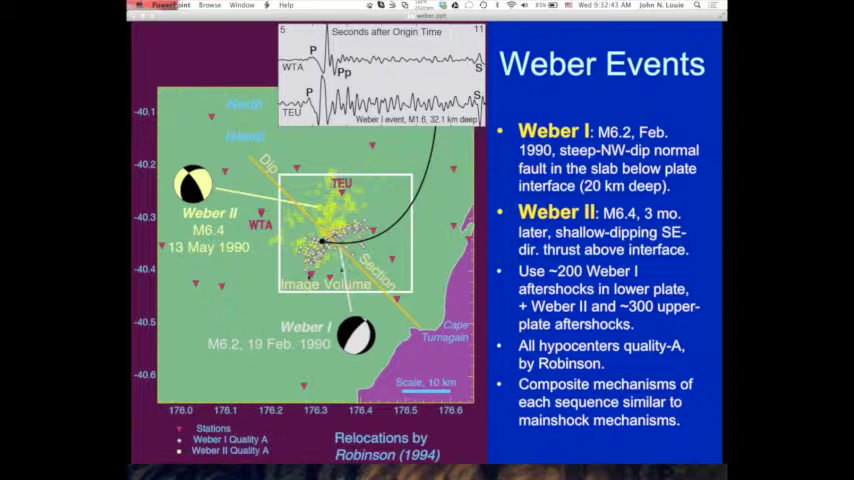 PowerPoint Browse Window Help
85%
Wed 9:32:43 AM John N. Louie
weber.ppt
Weber Events
5 Seconds after Origin Time 11
P
WTA
Pp
S
P
TEU
S
Weber I event, M1.6, 32.1 km deep
North
Island
-40.1
-40.2
-40.3
-40.4
-40.5
-40.6
176.0 176.1 176.2 176.3 176.4 176.5 176.6
Dip
Section
TEU
WTA
Weber II
M6.4
13 May 1990
Image Volume
Weber I
M6.2, 19 Feb. 1990
Cape
Turnagain
Scale, 10 km
Stations
Weber I Quality A
Weber II Quality A
Relocations by
Robinson (1994)
• Weber I: M6.2, Feb.
1990, steep-NW-dip normal
fault in the slab below plate
interface (20 km deep).
• Weber II: M6.4, 3 mo.
later, shallow-dipping SE-
dir. thrust above interface.
• Use ~200 Weber I
aftershocks in lower plate,
+ Weber II and ~300 upper-
plate aftershocks.
• All hypocenters quality-A,
by Robinson.
• Composite mechanisms of
each sequence similar to
mainshock mechanisms.